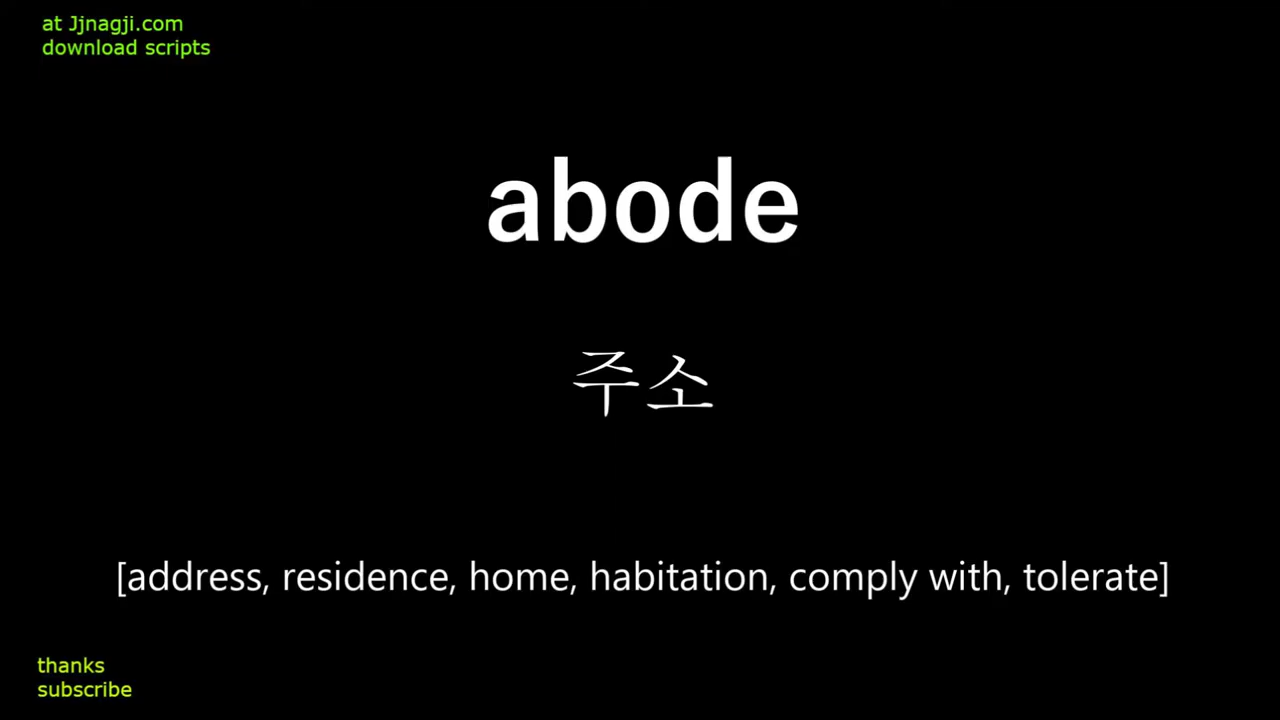 at Jjnagji.com
download scripts
abode
주소
[address, residence, home, habitation, comply with, tolerate]
thanks
subscribe